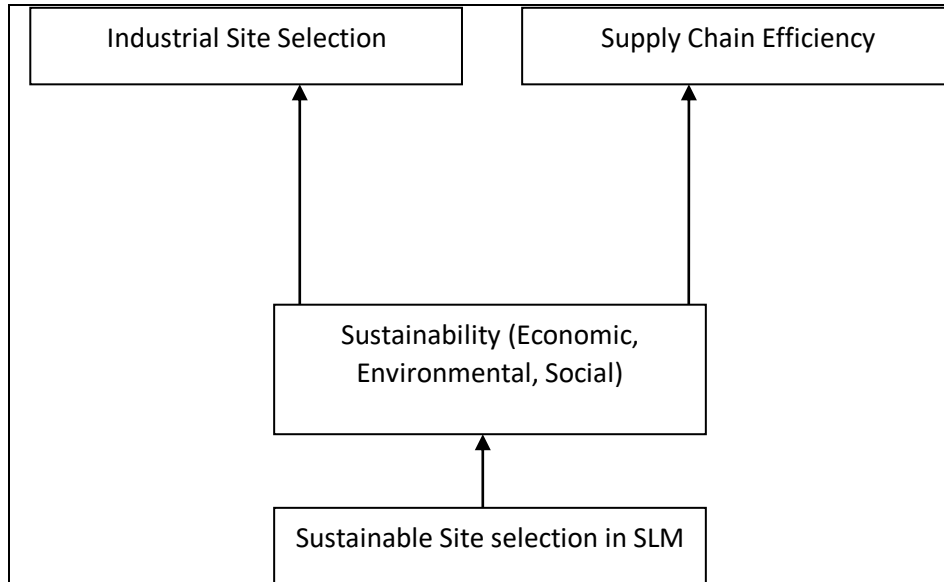 Industrial Site Selection
Supply Chain Efficiency
Sustainability (Economic,
Environmental, Social)
Sustainable Site selection in SLM